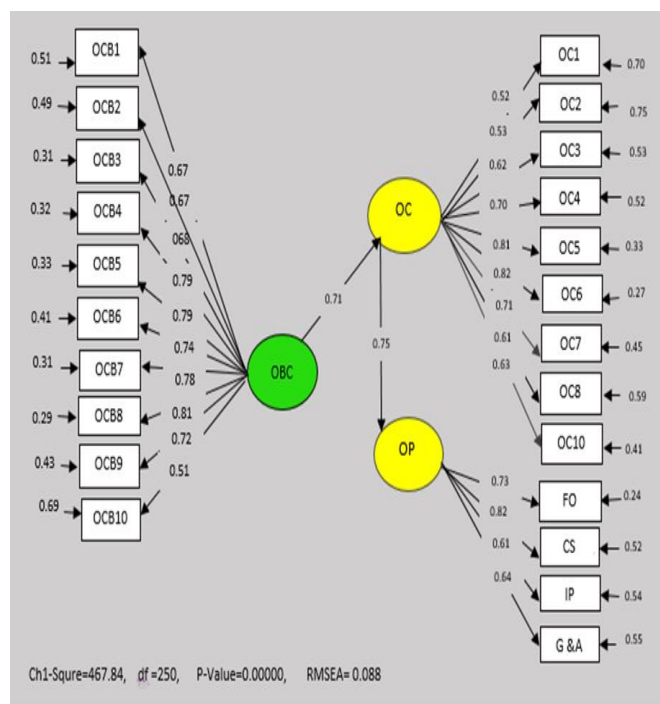 OCB1
0.51
OCB2
0.49
OCB3
0.31
OCB4
0.32
OCB5
0.33
OCB6
0.41
OCB7
0.31
OCB8
0.29
OCB9
0.43
OCB10
0.69
0.67
0.67
068
0.79
0.79
0.74
0.78
0.81
0.72
0.51
OBC
0.71
OC
0.75
OP
0.52
0.53
0.62
0.70
0.81
0.82
0.71
0.61
0.63
OC1
0.70
OC2
0.75
OC3
0.53
OC4
0.52
OC5
0.33
OC6
0.27
OC7
0.45
OC8
0.59
OC10
0.41
0.73
0.82
0.61
0.64
FO
0.24
CS
0.52
IP
0.54
G &A
0.55
Ch1-Squre=467.84, df =250, P-Value=0.00000, RMSEA= 0.088